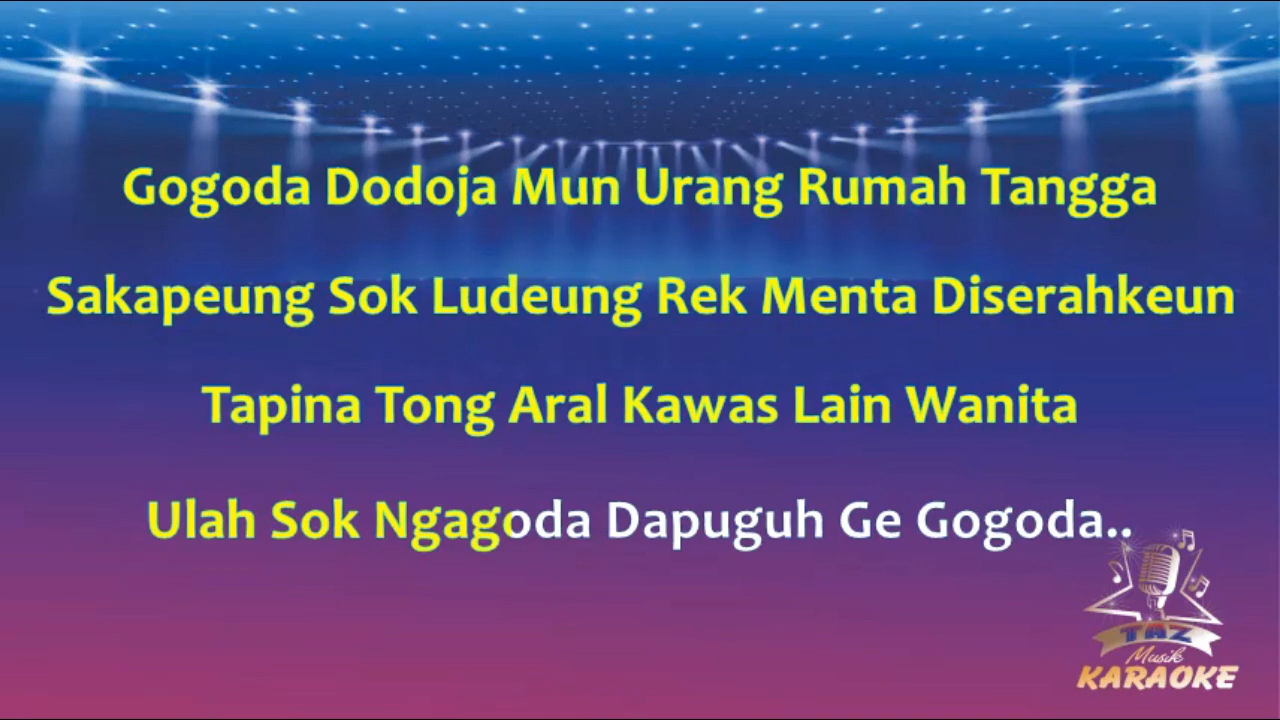 Gogoda Dodoja Mun Urang Rumah Tangga
Sakapeung Sok Ludeung Rek Menta Diserahkeun
Tapina Tong Aral Kawas Lain Wanita
Ulah Sok Ngagoda Dapuguh Ge Gogoda..
TAZ
Musik
KARAOKE